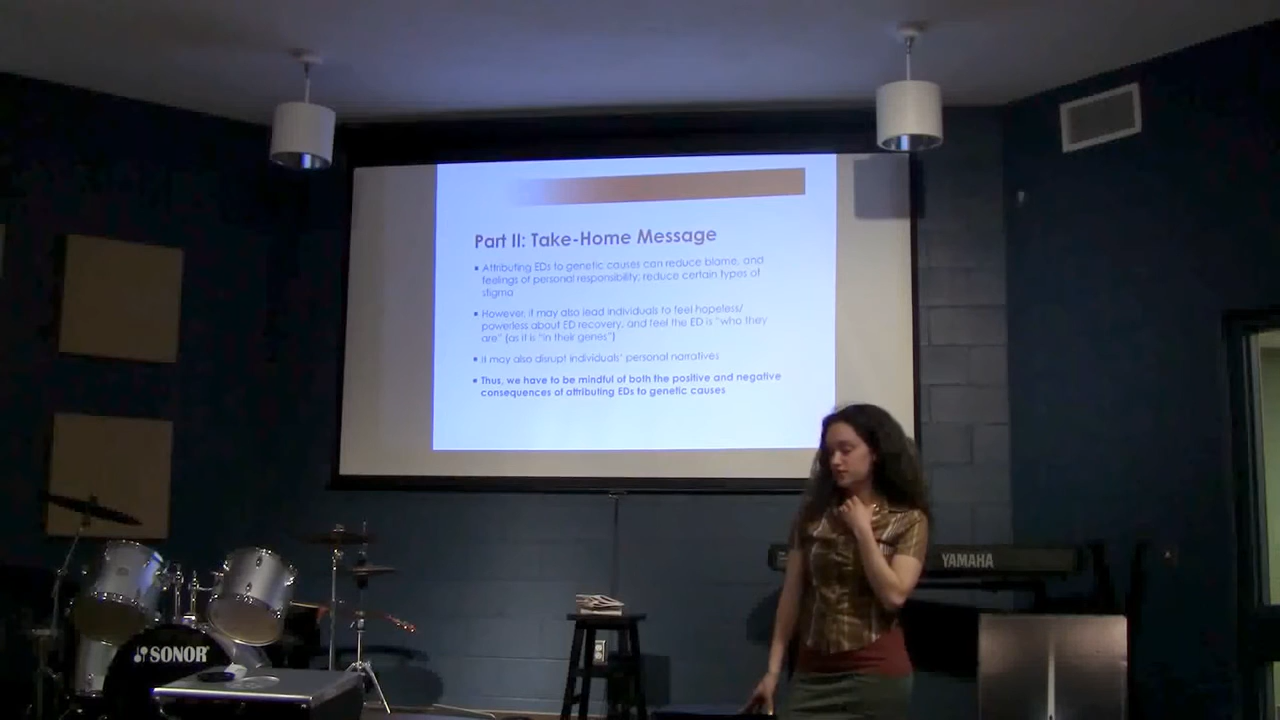 Part II: Take-Home Message
▪ Attributing EDs to genetic causes can reduce blame, and
feelings of personal responsibility; reduce certain types of
stigma
▪ However, it may also lead individuals to feel hopeless/
powerless about ED recovery, and feel the ED is "who they
are" (as it is "in their genes")
▪ It may also disrupt individuals' personal narratives
▪ Thus, we have to be mindful of both the positive and negative
consequences of attributing EDs to genetic causes
YAMAHA
SONOR